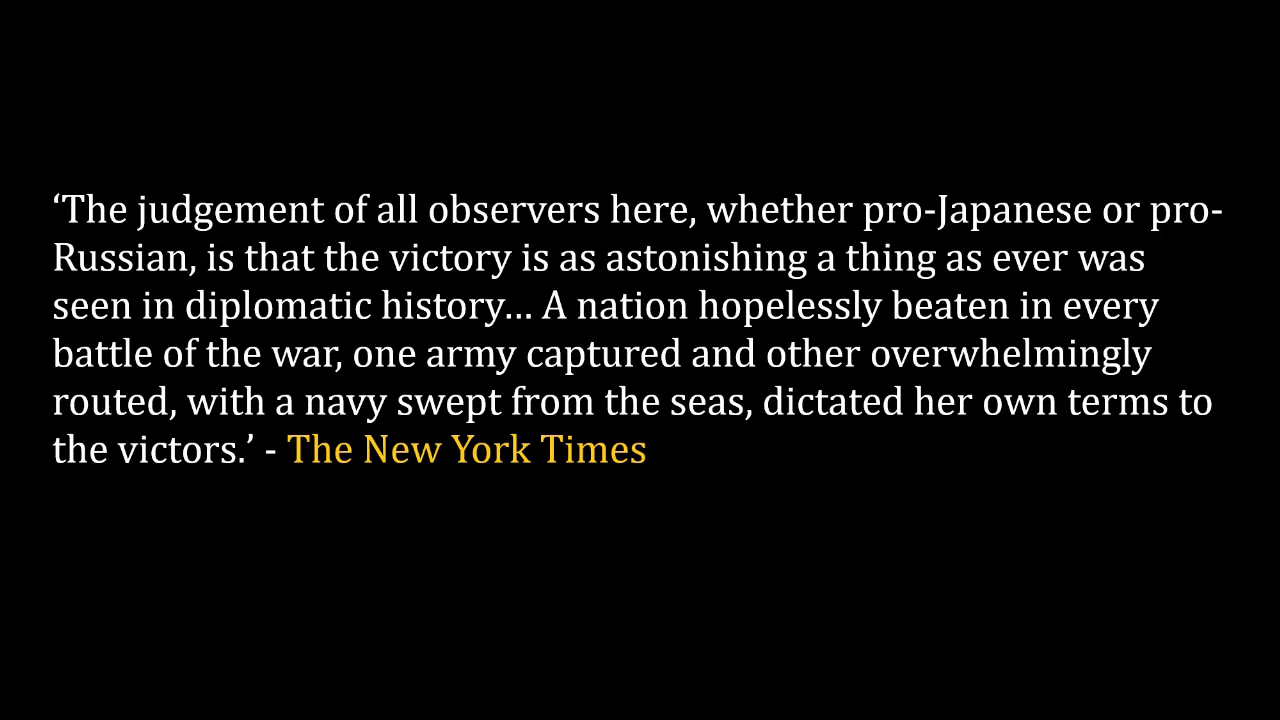 ‘The judgement of all observers here, whether pro-Japanese or pro-
Russian, is that the victory is as astonishing a thing as ever was
seen in diplomatic history… A nation hopelessly beaten in every
battle of the war, one army captured and other overwhelmingly
routed, with a navy swept from the seas, dictated her own terms to
the victors.’ - The New York Times